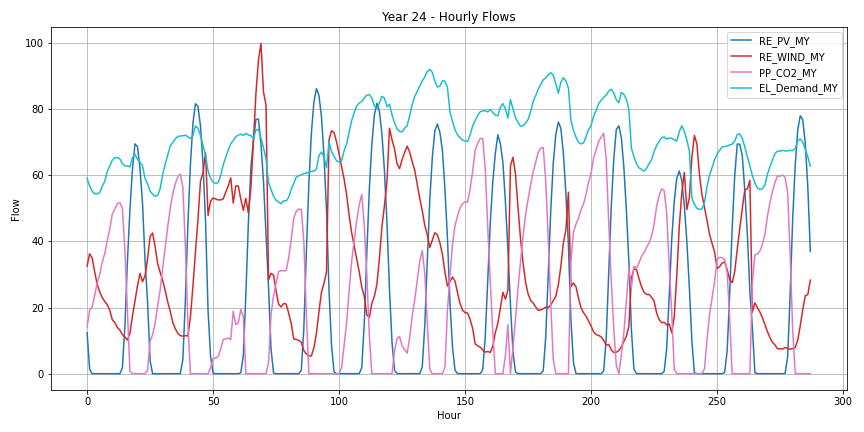 Year 24 - Hourly Flows
RE_PV_MY
RE_WIND_MY
PP_CO2_MY
EL_Demand_MY
Flow
100
80
60
40
20
0
0
50
100
150
200
250
300
Hour